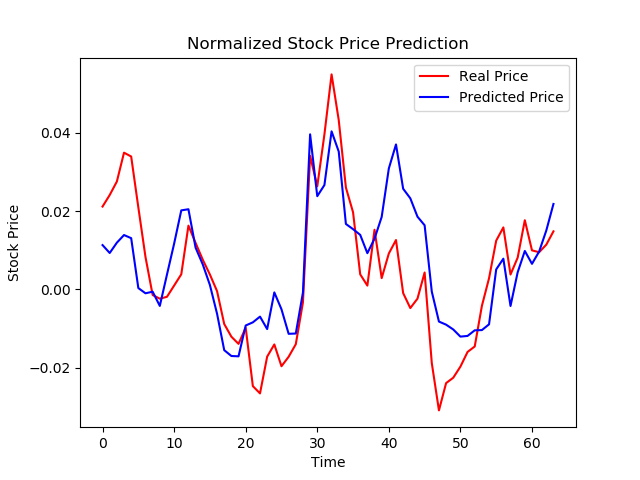 Normalized Stock Price Prediction
Real Price
Predicted Price
Stock Price
0.04
0.02
0.00
−0.02
0 10 20 30 40 50 60
Time